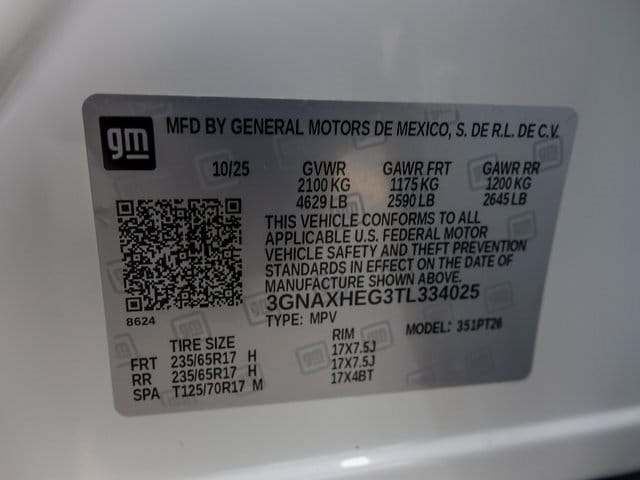 gm
MFD BY GENERAL MOTORS DE MEXICO, S. DE R.L. DE C.V.
10/25 GVWR GAWR FRT GAWR RR
2100 KG 1175 KG 1200 KG
4629 LB 2590 LB 2645 LB
THIS VEHICLE CONFORMS TO ALL
APPLICABLE U.S. FEDERAL MOTOR
VEHICLE SAFETY AND THEFT PREVENTION
STANDARDS IN EFFECT ON THE DATE OF
MANUFACTURE SHOWN ABOVE.
3GNAXHEG3TL334025
8624
TYPE: MPV MODEL: 351PT26
TIRE SIZE RIM
FRT 235/65R17 H 17X7.5J
RR 235/65R17 H 17X7.5J
SPA T125/70R17 M 17X4BT